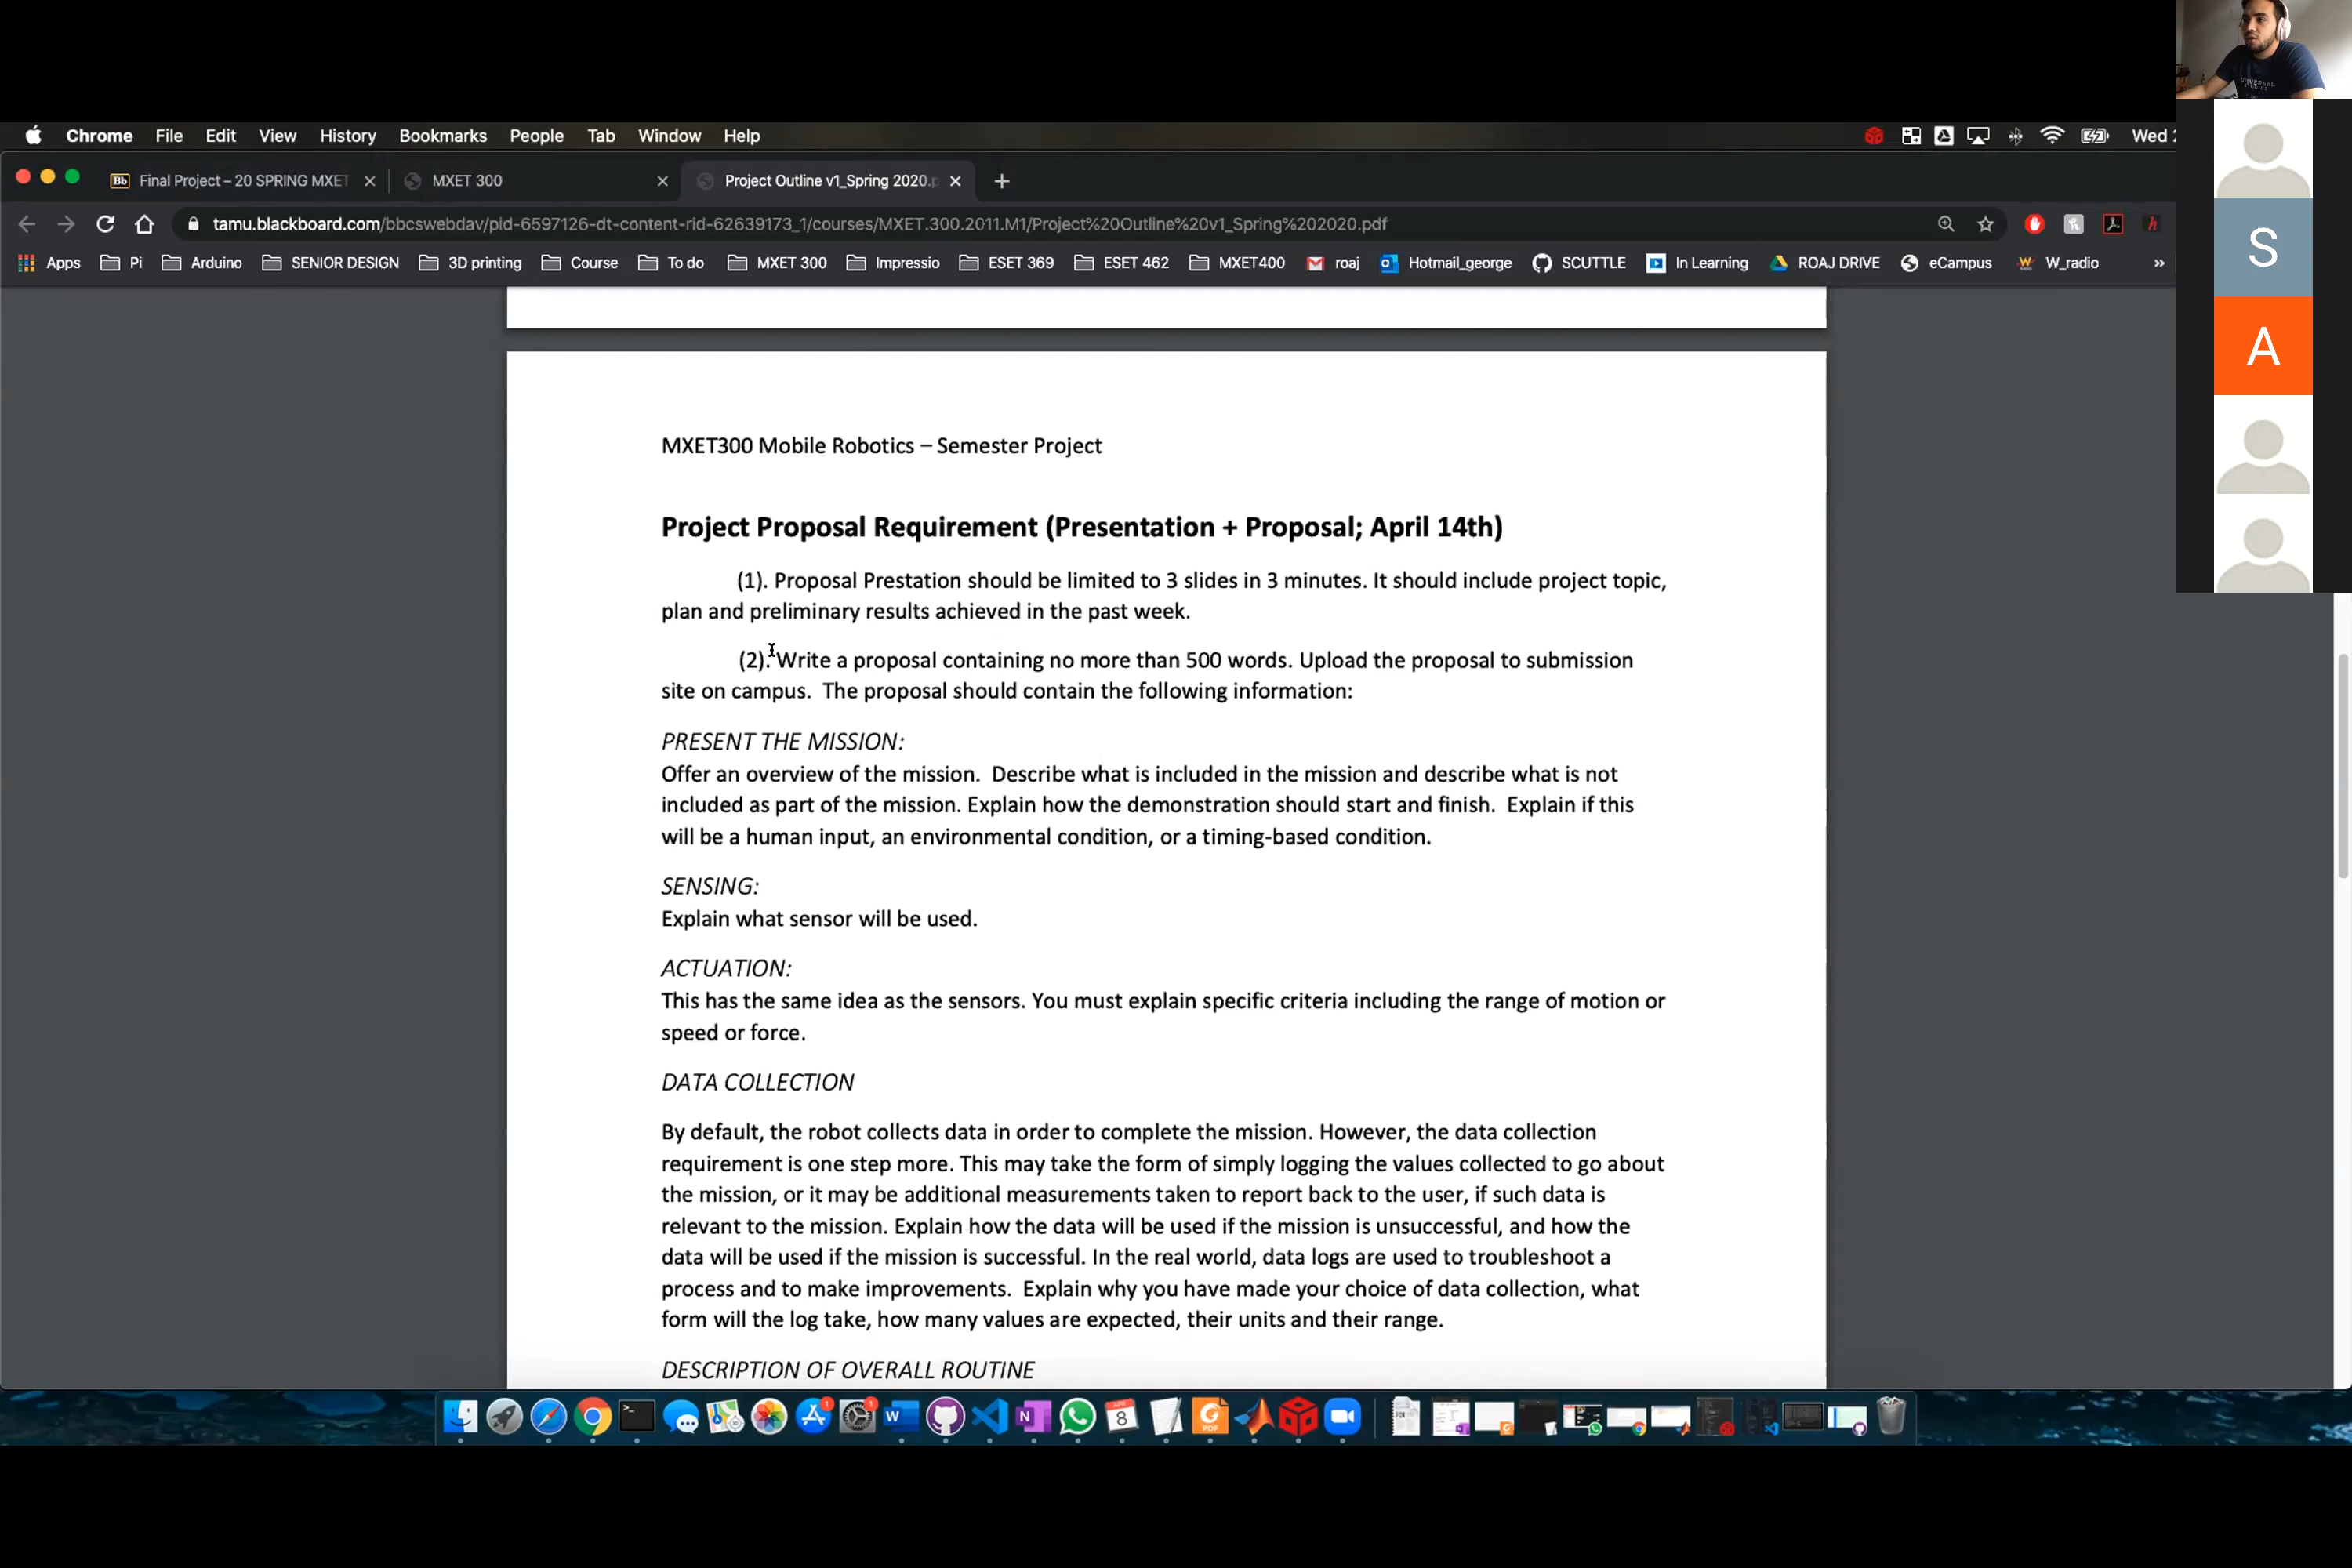 Chrome File Edit View History Bookmarks People Tab Window Help
Wed 2
Bb Final Project – 20 SPRING MXET
MXET 300
Project Outline v1_Spring 2020.p
tamu.blackboard.com/bbcswebdav/pid-6597126-dt-content-rid-62639173_1/courses/MXET.300.2011.M1/Project%20Outline%20v1_Spring%202020.pdf
Apps Pi Arduino SENIOR DESIGN 3D printing Course To do MXET 300 Impressio ESET 369 ESET 462 MXET400 roaj Hotmail_george SCUTTLE In Learning ROAJ DRIVE eCampus W_radio »
S
A
MXET300 Mobile Robotics – Semester Project
Project Proposal Requirement (Presentation + Proposal; April 14th)
(1). Proposal Prestation should be limited to 3 slides in 3 minutes. It should include project topic,
plan and preliminary results achieved in the past week.
(2). Write a proposal containing no more than 500 words. Upload the proposal to submission
site on campus. The proposal should contain the following information:
PRESENT THE MISSION:
Offer an overview of the mission. Describe what is included in the mission and describe what is not
included as part of the mission. Explain how the demonstration should start and finish. Explain if this
will be a human input, an environmental condition, or a timing-based condition.
SENSING:
Explain what sensor will be used.
ACTUATION:
This has the same idea as the sensors. You must explain specific criteria including the range of motion or
speed or force.
DATA COLLECTION
By default, the robot collects data in order to complete the mission. However, the data collection
requirement is one step more. This may take the form of simply logging the values collected to go about
the mission, or it may be additional measurements taken to report back to the user, if such data is
relevant to the mission. Explain how the data will be used if the mission is unsuccessful, and how the
data will be used if the mission is successful. In the real world, data logs are used to troubleshoot a
process and to make improvements. Explain why you have made your choice of data collection, what
form will the log take, how many values are expected, their units and their range.
DESCRIPTION OF OVERALL ROUTINE